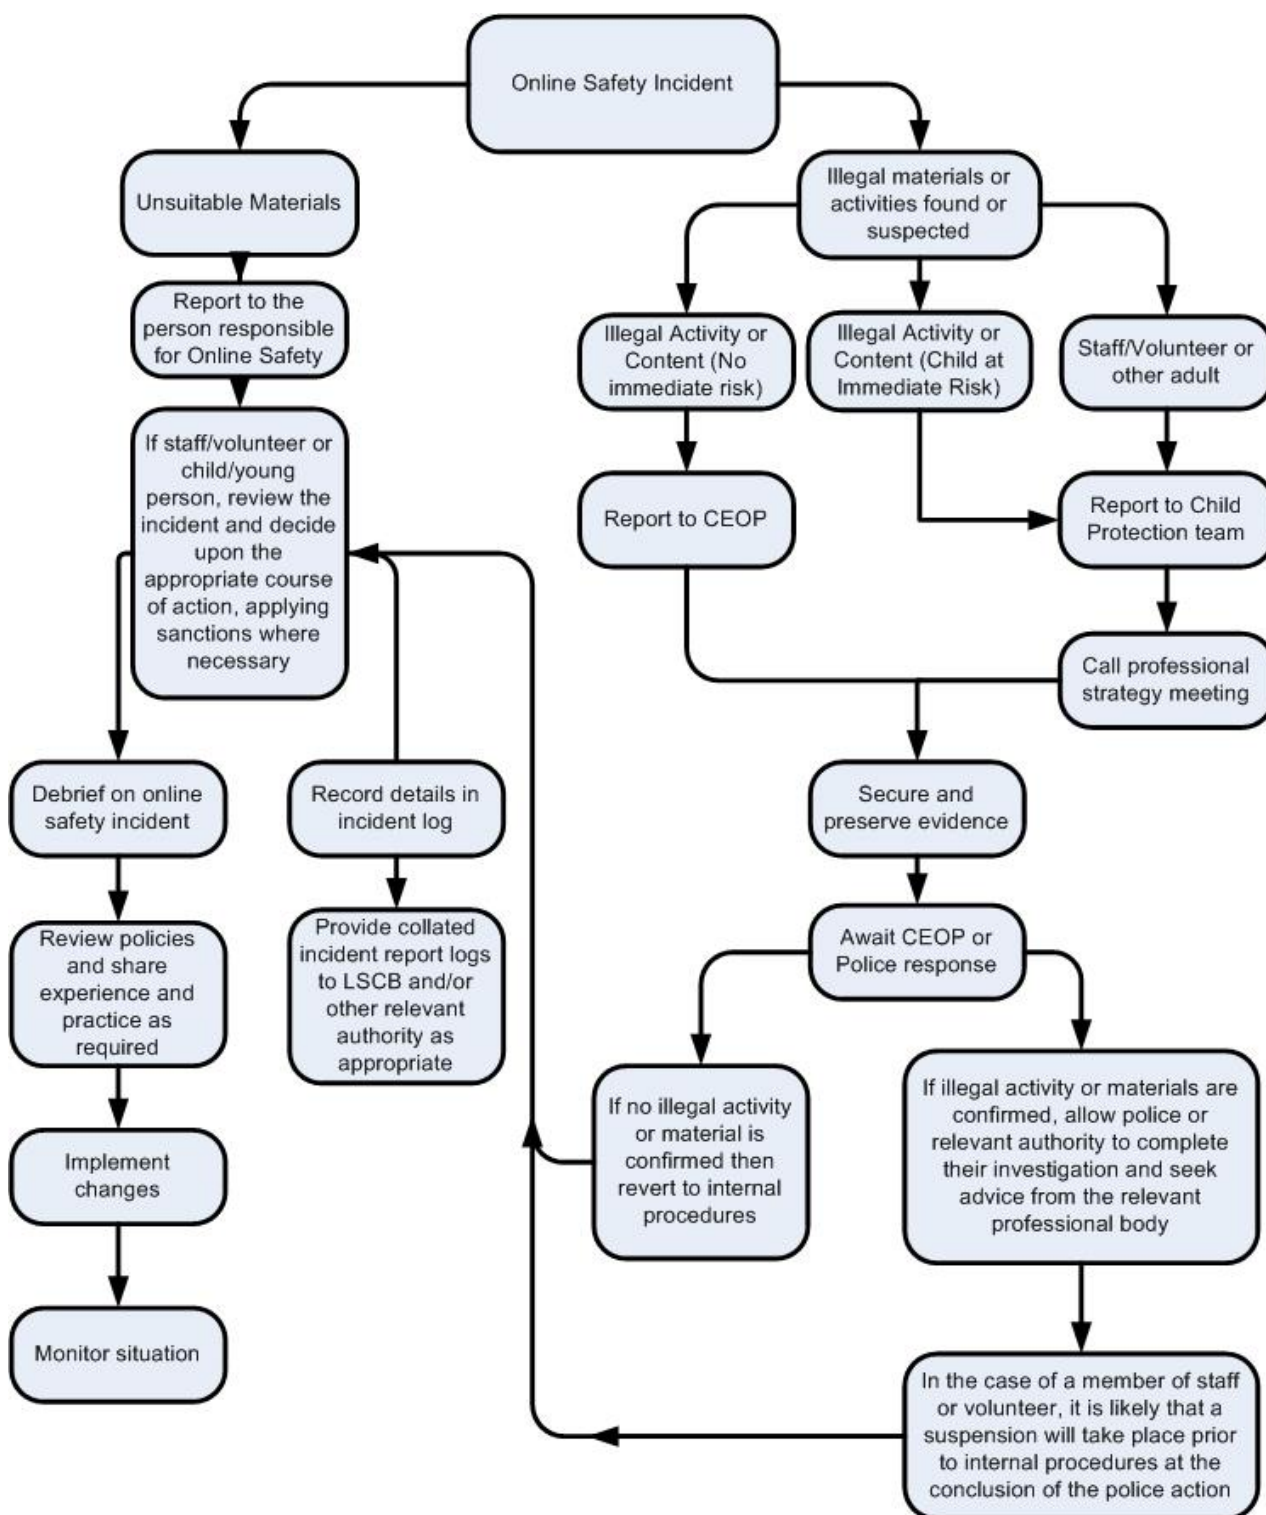 Online Safety Incident
Unsuitable Materials
Report to the
person responsible
for Online Safety
If staff/volunteer or
child/young
person, review the
incident and decide
upon the
appropriate course
of action, applying
sanctions where
necessary
Debrief on online
safety incident
Review policies
and share
experience and
practice as
required
Implement
changes
Monitor situation
Record details in
incident log
Provide collated
incident report logs
to LSCB and/or
other relevant
authority as
appropriate
Illegal materials or
activities found or
suspected
Illegal Activity or
Content (No
immediate risk)
Illegal Activity or
Content (Child at
Immediate Risk)
Staff/Volunteer or
other adult
Report to CEOP
Report to Child
Protection team
Call professional
strategy meeting
Secure and
preserve evidence
Await CEOP or
Police response
If no illegal activity
or material is
confirmed then
revert to internal
procedures
If illegal activity or materials are
confirmed, allow police or
relevant authority to complete
their investigation and seek
advice from the relevant
professional body
In the case of a member of staff
or volunteer, it is likely that a
suspension will take place prior
to internal procedures at the
conclusion of the police action